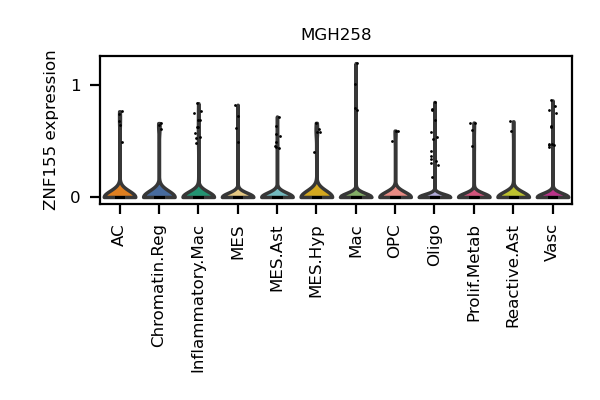 MGH258
ZNF155 expression
1
0
AC
Chromatin.Reg
Inflammatory.Mac
MES
MES.Ast
MES.Hyp
Mac
OPC
Oligo
Prolif.Metab
Reactive.Ast
Vasc